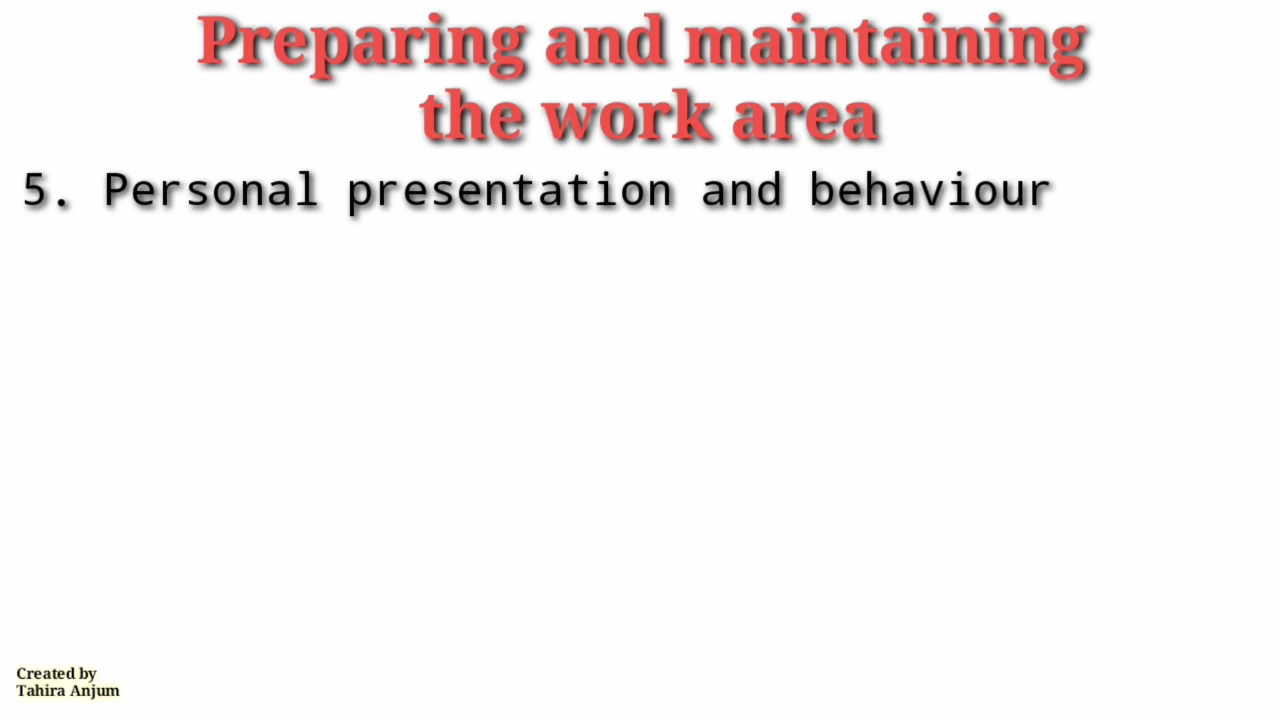 Preparing and maintaining
the work area
5. Personal presentation and behaviour
Created by
Tahira Anjum